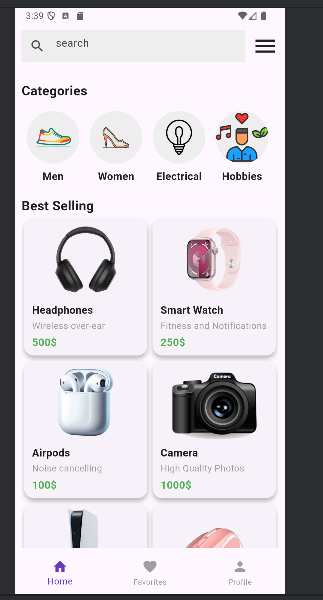 3:39
search
Categories
Men Women Electrical Hobbies
Best Selling
Headphones
Wireless over-ear
500$
Smart Watch
Fitness and Notifications
250$
Airpods
Noise cancelling
100$
Camera
Camera
High Quality Photos
1000$
Home Favorites Profile